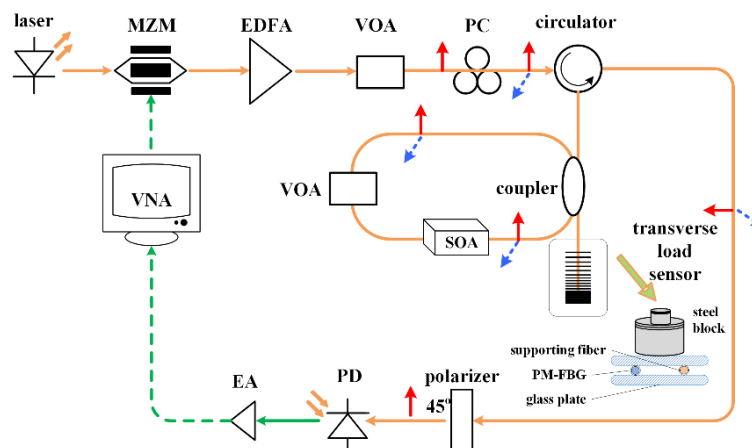 laser
MZM
EDFA
VOA
PC
circulator
VNA
VOA
coupler
SOA
transverse
load
sensor
steel
block
supporting fiber
PM-FBG
glass plate
EA
PD
polarizer
45°